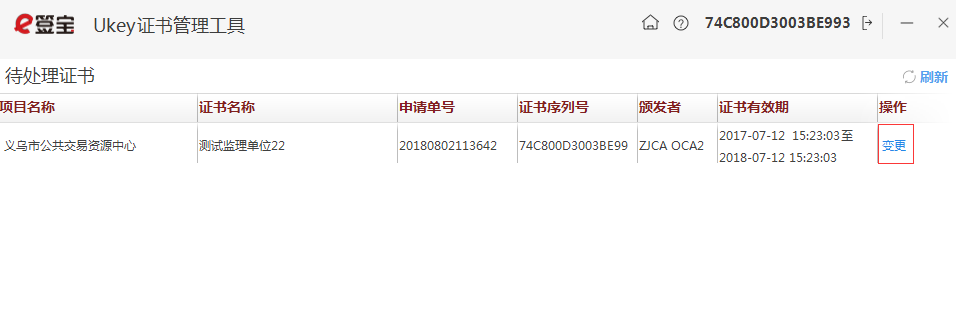 e签宝 Ukey证书管理工具 74C800D3003BE993
待处理证书 刷新
项目名称 证书名称 申请单号 证书序列号 颁发者 证书有效期 操作
义乌市公共交易资源中心 测试监理单位22 20180802113642 74C800D3003BE99 ZJCA OCA2 2017-07-12 15:23:03至 变更
2018-07-12 15:23:03